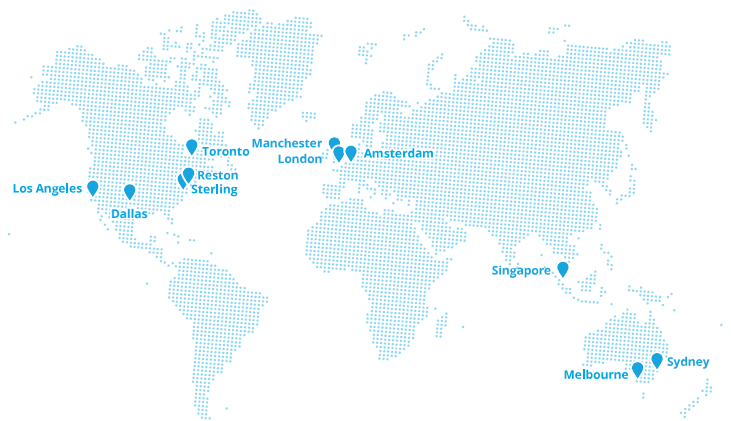 Toronto
Manchester
London
Amsterdam
Reston
Sterling
Los Angeles
Dallas
Singapore
Sydney
Melbourne